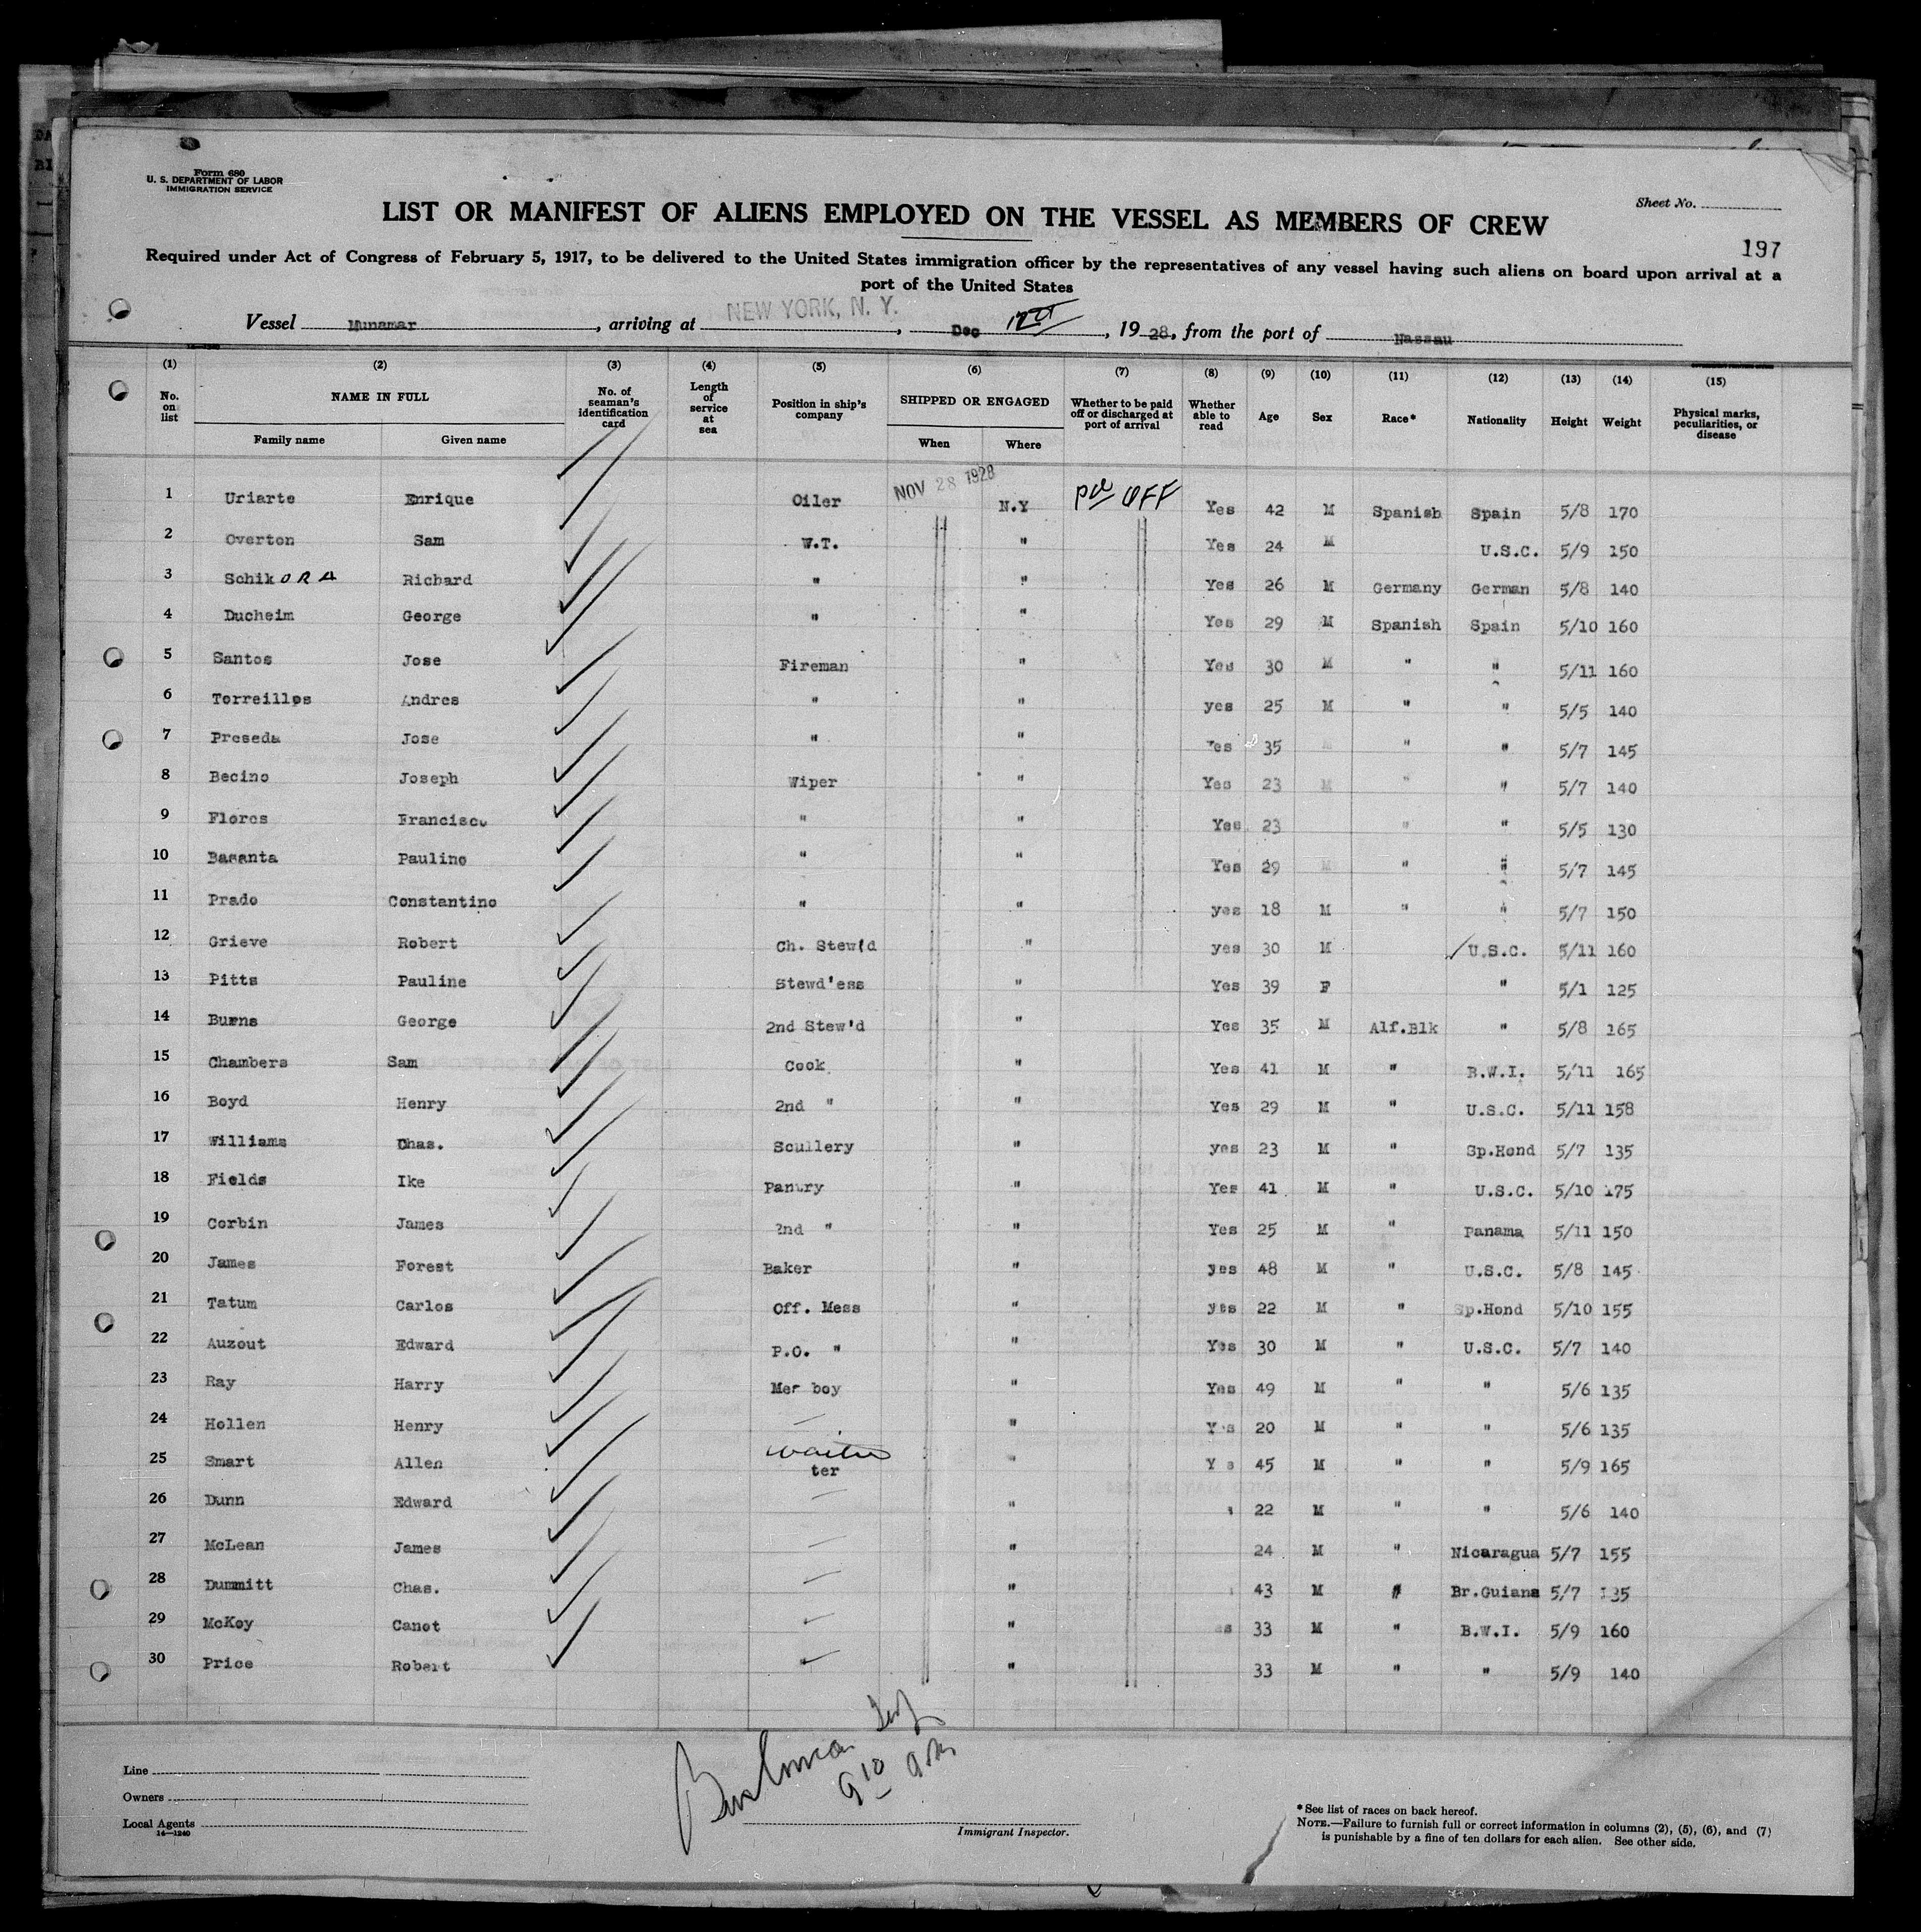 Form 680
U. S. DEPARTMENT OF LABOR
IMMIGRATION SERVICE
Sheet No.
LIST OR MANIFEST OF ALIENS EMPLOYED ON THE VESSEL AS MEMBERS OF CREW
197
Required under Act of Congress of February 5, 1917, to be delivered to the United States immigration officer by the representatives of any vessel having such aliens on board upon arrival at a
port of the United States
Vessel Munamar, arriving at NEW YORK, N. Y., Dec, 1928, from the port of Nassau
(1) (2) (3) (4) (5) (6) (7) (8) (9) (10) (11) (12) (13) (14) (15)
No. on list NAME IN FULL No. of seaman's identification card Length of service at sea Position in ship's company SHIPPED OR ENGAGED Whether to be paid off or discharged at port of arrival Whether able to read Age Sex Race* Nationality Height Weight Physical marks, peculiarities, or disease
Family name Given name When Where
1 Uriarte Enrique Oiler NOV 28 1928 N.Y Pd OFF Yes 42 M Spanish Spain 5/8 170
2 Overton Sam W.T. " Yes 24 M U.S.C. 5/9 150
3 SchikORA Richard " " Yes 26 M Germany German 5/8 140
4 Ducheim George " " Yes 29 M Spanish Spain 5/10 160
5 Santos Jose Fireman " Yes 30 M " " 5/11 160
6 Torreillos Andres " " yes 25 M " " 5/5 140
7 Preseda Jose " " Yes 35 M " " 5/7 145
8 Becino Joseph Wiper " Yes 23 M " " 5/7 140
9 Flores Francisco " " Yes 23 " " 5/5 130
10 Basanta Paulino " " Yes 29 M " " 5/7 145
11 Prado Constantino " " yes 18 M " " 5/7 150
12 Grieve Robert Ch. Stew'd " yes 30 M U.S.C. 5/11 160
13 Pitts Pauline Stewd'ess " Yes 39 F " 5/1 125
14 Burns George 2nd Stew'd " Yes 35 M Alf.Blk " 5/8 165
15 Chambers Sam Cook " Yes 41 M " B.W.I. 5/11 165
16 Boyd Henry 2nd " " Yes 29 M " U.S.C. 5/11 158
17 Williams Chas. Scullery " yes 23 M " Sp.Hond 5/7 135
18 Fields Ike Pantry " Yes 41 M " U.S.C. 5/10 175
19 Corbin James 2nd " " Yes 25 M " Panama 5/11 150
20 James Forest Baker " yes 48 M " U.S.C. 5/8 145
21 Tatum Carlos Off. Mess " yes 22 M " Sp.Hond 5/10 155
22 Auzout Edward P.O. " " Yes 30 M " U.S.C. 5/7 140
23 Ray Harry Mer boy " Yes 49 M " " 5/6 135
24 Hollen Henry " Y s 20 M " " 5/6 135
25 Smart Allen waiter ter " Y s 45 M " " 5/9 165
26 Dunn Edward " 22 M " " 5/6 140
27 McLean James " 24 M " Nicaragua 5/7 155
28 Dummitt Chas. " 43 M " Br.Guiana 5/7 135
29 McKoy Canot " 33 M " B.W.I. 5/9 160
30 Price Robert " " 33 M " " 5/9 140
Line
Owners
Local Agents
14—1240
9 10 am
Immigrant Inspector.
*See list of races on back hereof.
NOTE.—Failure to furnish full or correct information in columns (2), (5), (6), and (7)
is punishable by a fine of ten dollars for each alien. See other side.